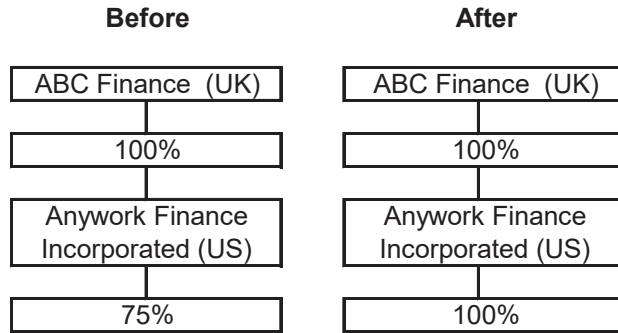 Before
After
ABC Finance (UK)
ABC Finance (UK)
100%
100%
Anywork Finance
Incorporated (US)
Anywork Finance
Incorporated (US)
75%
100%